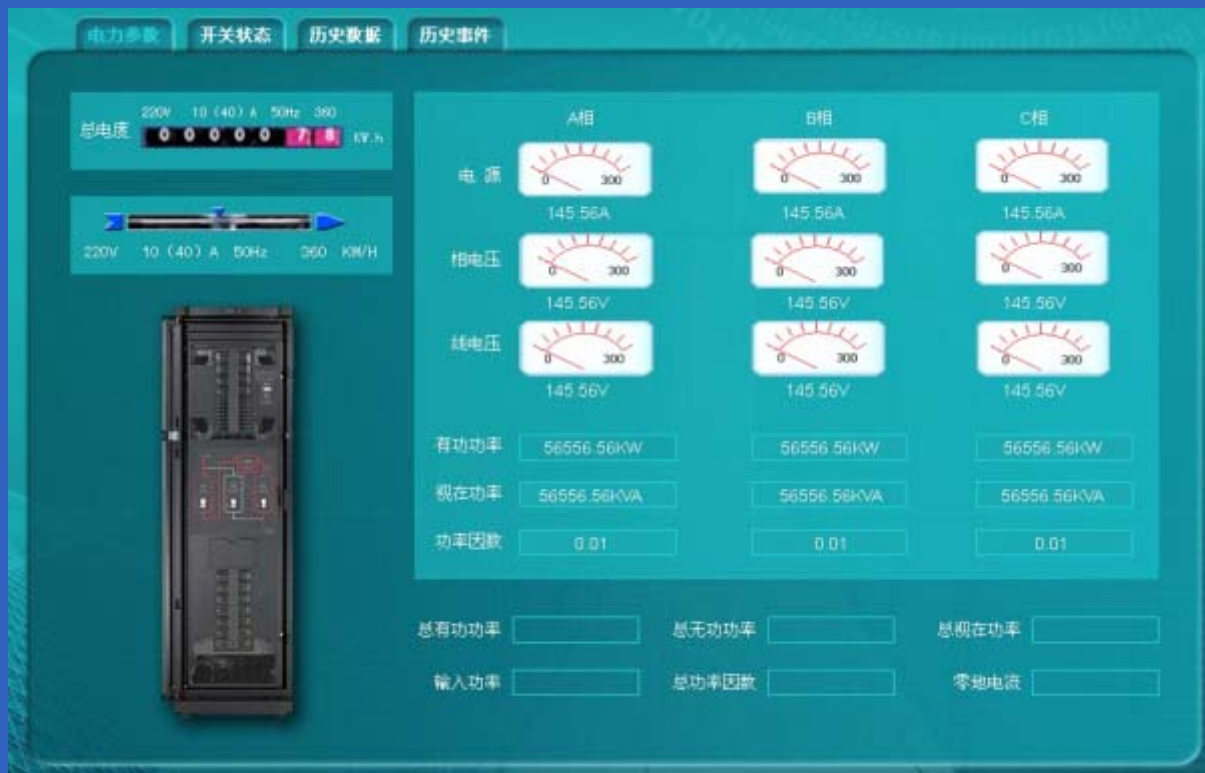 电力参数 开关状态 历史数据 历史事件
220V 10 (40) A 50Hz 360
总电度 0 0 0 0 0 7 8 KW.h
220V 10 (40) A 50Hz 360 KM/H
A相 B相 C相
电 源 0 300 0 300 0 300
145.56A 145.56A 145.56A
相电压 0 300 0 300 0 300
145.56V 145.56V 145.56V
线电压 0 300 0 300 0 300
145.56V 145.56V 145.56V
有功功率 56556.56KW 56556.56KW 56556.56KW
视在功率 56556.56KVA 56556.56KVA 56556.56KVA
功率因数 0.01 0.01 0.01
总有功功率 总无功功率 总视在功率
输入功率 总功率因数 零地电流